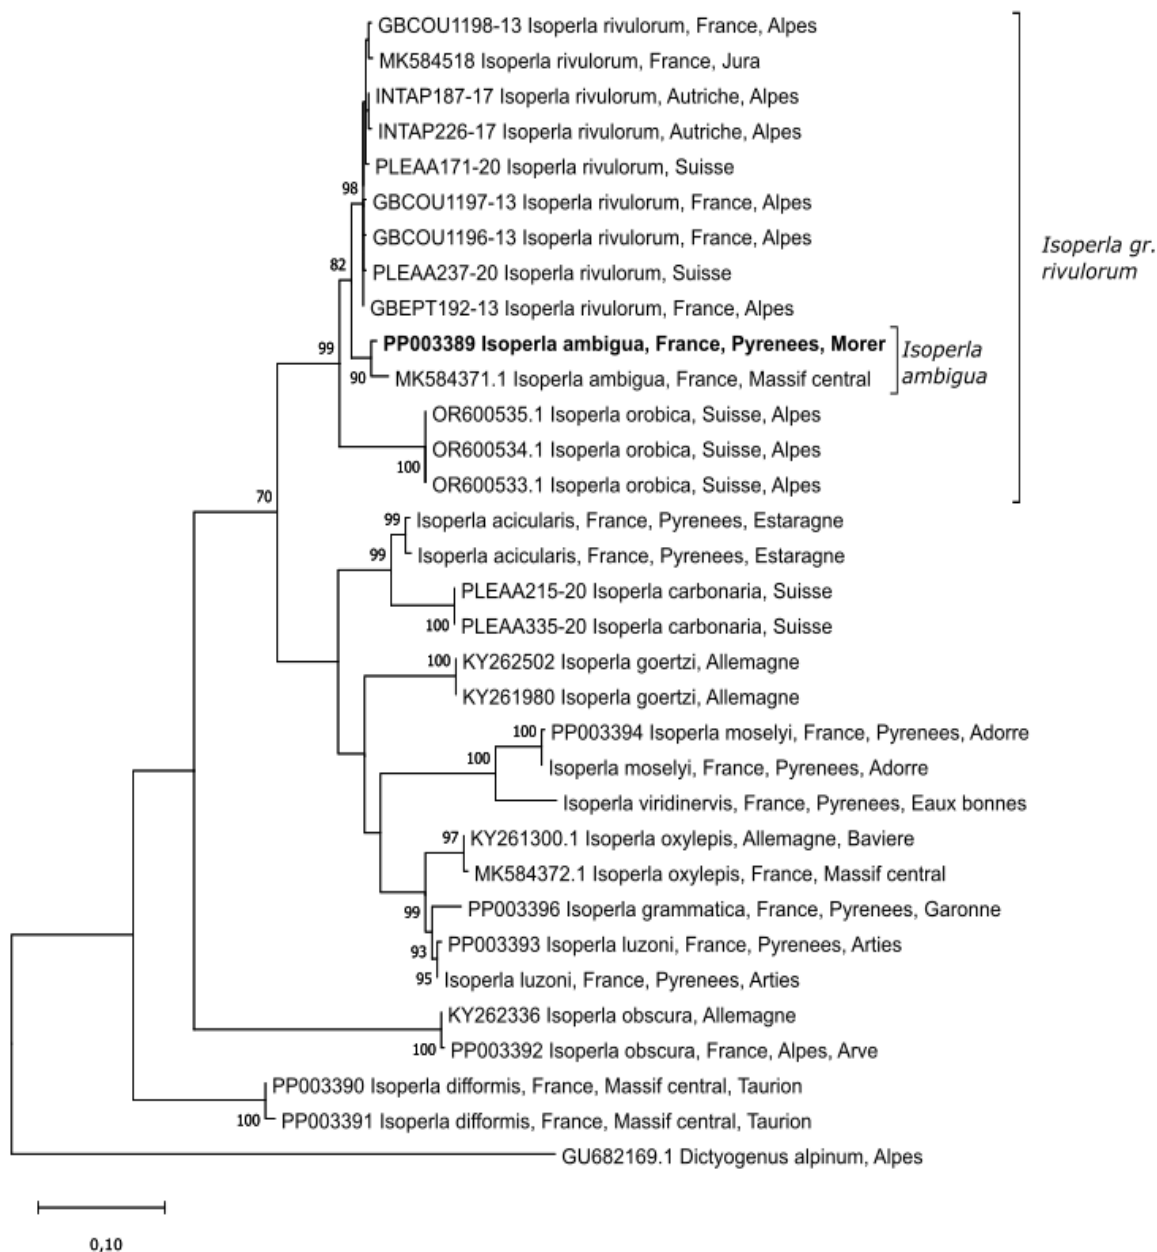 GBCOU1198-13 Isoperla rivulorum, France, Alpes
MK584518 Isoperla rivulorum, France, Jura
INTAP187-17 Isoperla rivulorum, Autriche, Alpes
INTAP226-17 Isoperla rivulorum, Autriche, Alpes
PLEAA171-20 Isoperla rivulorum, Suisse
98
GBCOU1197-13 Isoperla rivulorum, France, Alpes
GBCOU1196-13 Isoperla rivulorum, France, Alpes
Isoperla gr.
rivulorum
82
PLEAA237-20 Isoperla rivulorum, Suisse
GBEPT192-13 Isoperla rivulorum, France, Alpes
99
PP003389 Isoperla ambigua, France, Pyrenees, Morer
Isoperla
ambigua
90
MK584371.1 Isoperla ambigua, France, Massif central
OR600535.1 Isoperla orobica, Suisse, Alpes
OR600534.1 Isoperla orobica, Suisse, Alpes
100
OR600533.1 Isoperla orobica, Suisse, Alpes
70
99
Isoperla acicularis, France, Pyrenees, Estaragne
99
Isoperla acicularis, France, Pyrenees, Estaragne
PLEAA215-20 Isoperla carbonaria, Suisse
100
PLEAA335-20 Isoperla carbonaria, Suisse
100
KY262502 Isoperla goertzi, Allemagne
KY261980 Isoperla goertzi, Allemagne
100
PP003394 Isoperla moselyi, France, Pyrenees, Adorre
100
Isoperla moselyi, France, Pyrenees, Adorre
Isoperla viridinervis, France, Pyrenees, Eaux bonnes
97
KY261300.1 Isoperla oxylepis, Allemagne, Baviere
MK584372.1 Isoperla oxylepis, France, Massif central
99
PP003396 Isoperla grammatica, France, Pyrenees, Garonne
93
PP003393 Isoperla luzoni, France, Pyrenees, Arties
95
Isoperla luzoni, France, Pyrenees, Arties
KY262336 Isoperla obscura, Allemagne
100
PP003392 Isoperla obscura, France, Alpes, Arve
PP003390 Isoperla difformis, France, Massif central, Taurion
100
PP003391 Isoperla difformis, France, Massif central, Taurion
GU682169.1 Dictyogenus alpinum, Alpes
0,10